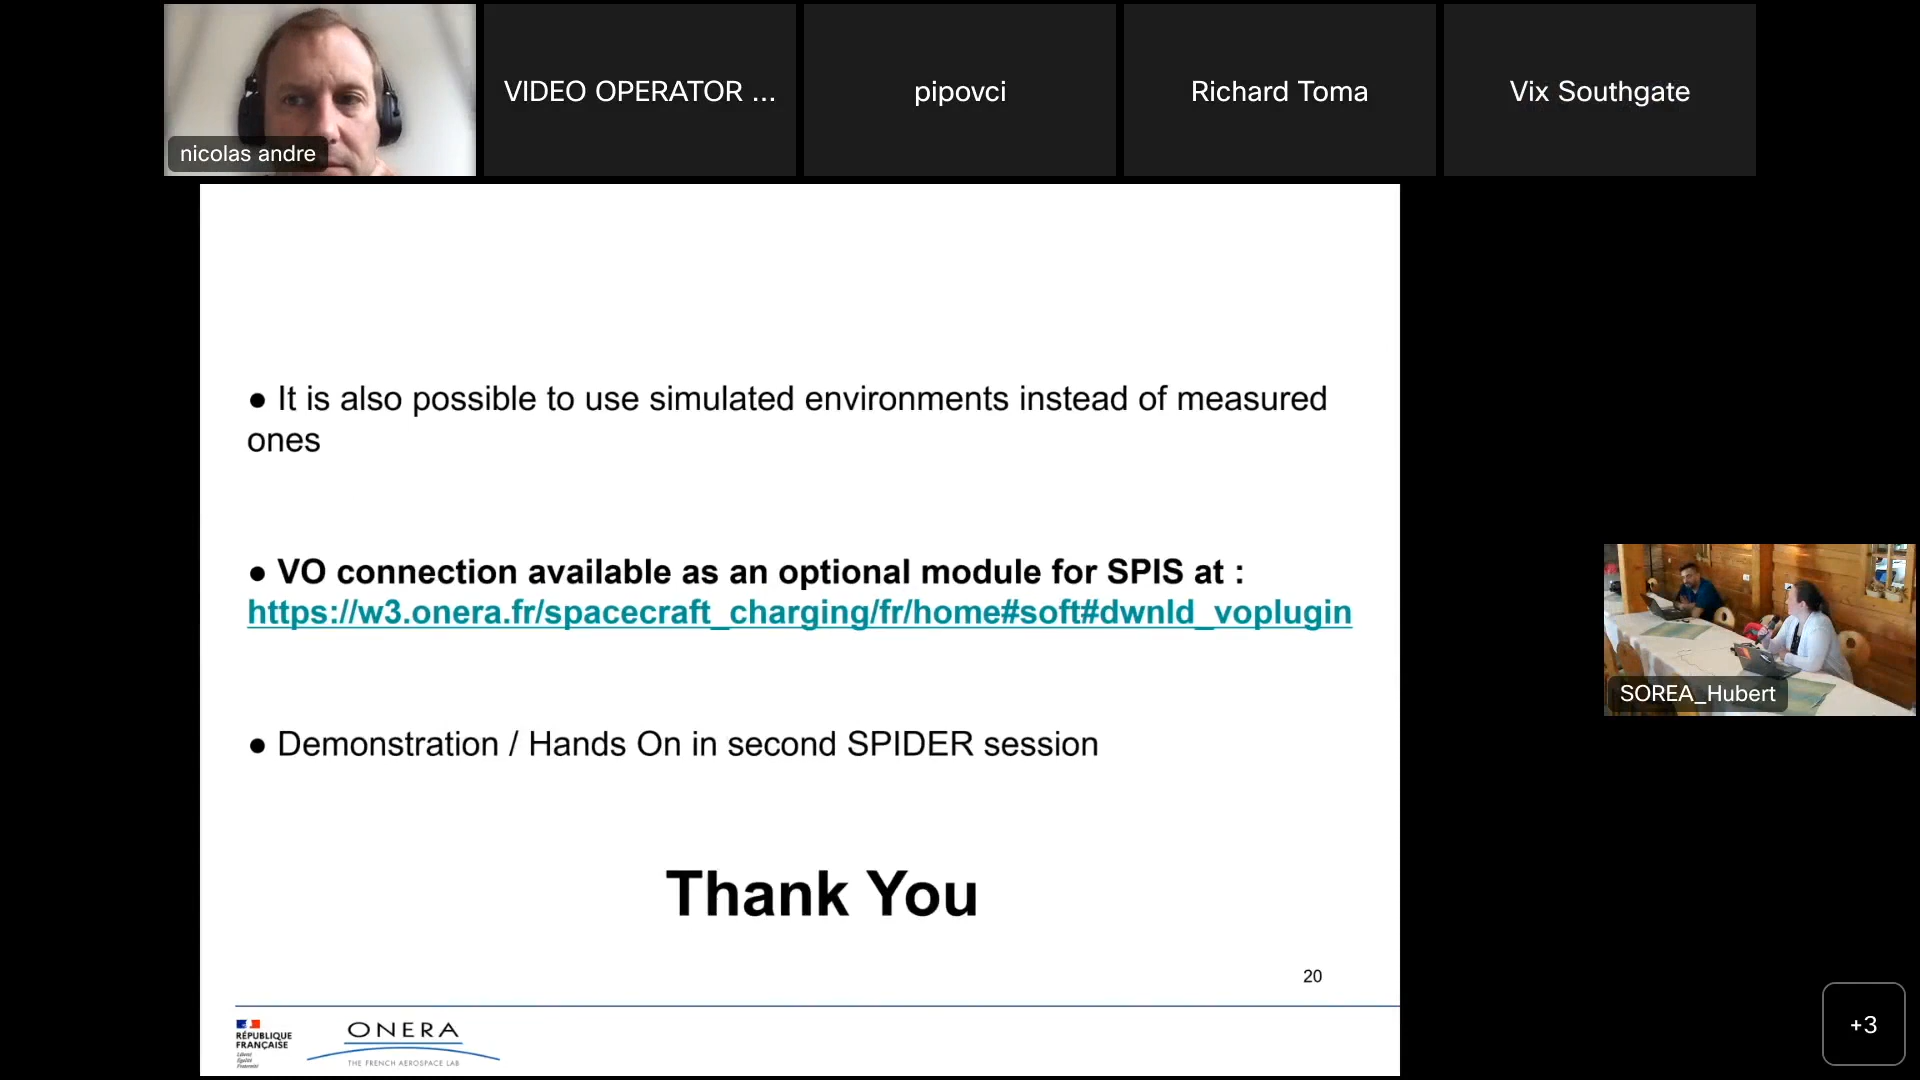 nicolas andre
VIDEO OPERATOR ...
pipovci
Richard Toma
Vix Southgate
● It is also possible to use simulated environments instead of measured
ones
● VO connection available as an optional module for SPIS at :
https://w3.onera.fr/spacecraft_charging/fr/home#soft#dwnld_voplugin
● Demonstration / Hands On in second SPIDER session
Thank You
20
RÉPUBLIQUE
FRANÇAISE
Liberté
Égalité
Fraternité
ONERA
THE FRENCH AEROSPACE LAB
SOREA_Hubert
+3